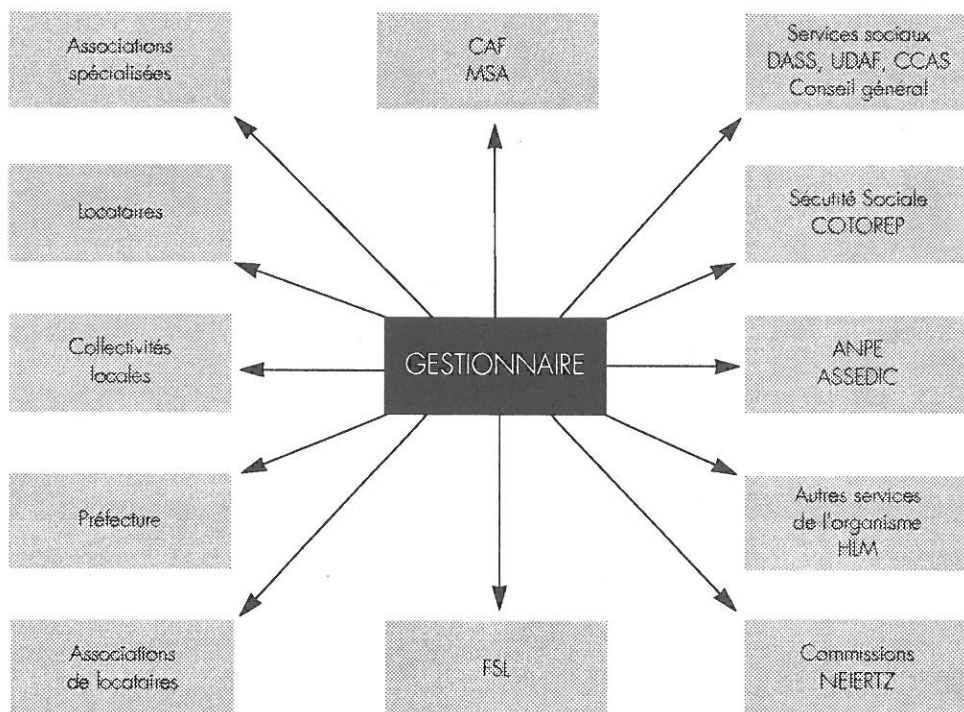 Associations
spécialisées
CAF
MSA
Services sociaux
DASS, UDAF, CCAS
Conseil général
Locataires
Sécutité Sociale
COTOREP
Collectivités
locales
GESTIONNAIRE
ANPE
ASSEDIC
Préfecture
Autres services
de l'organisme
HLM
Associations
de locataires
FSL
Commissions
NEIERTZ